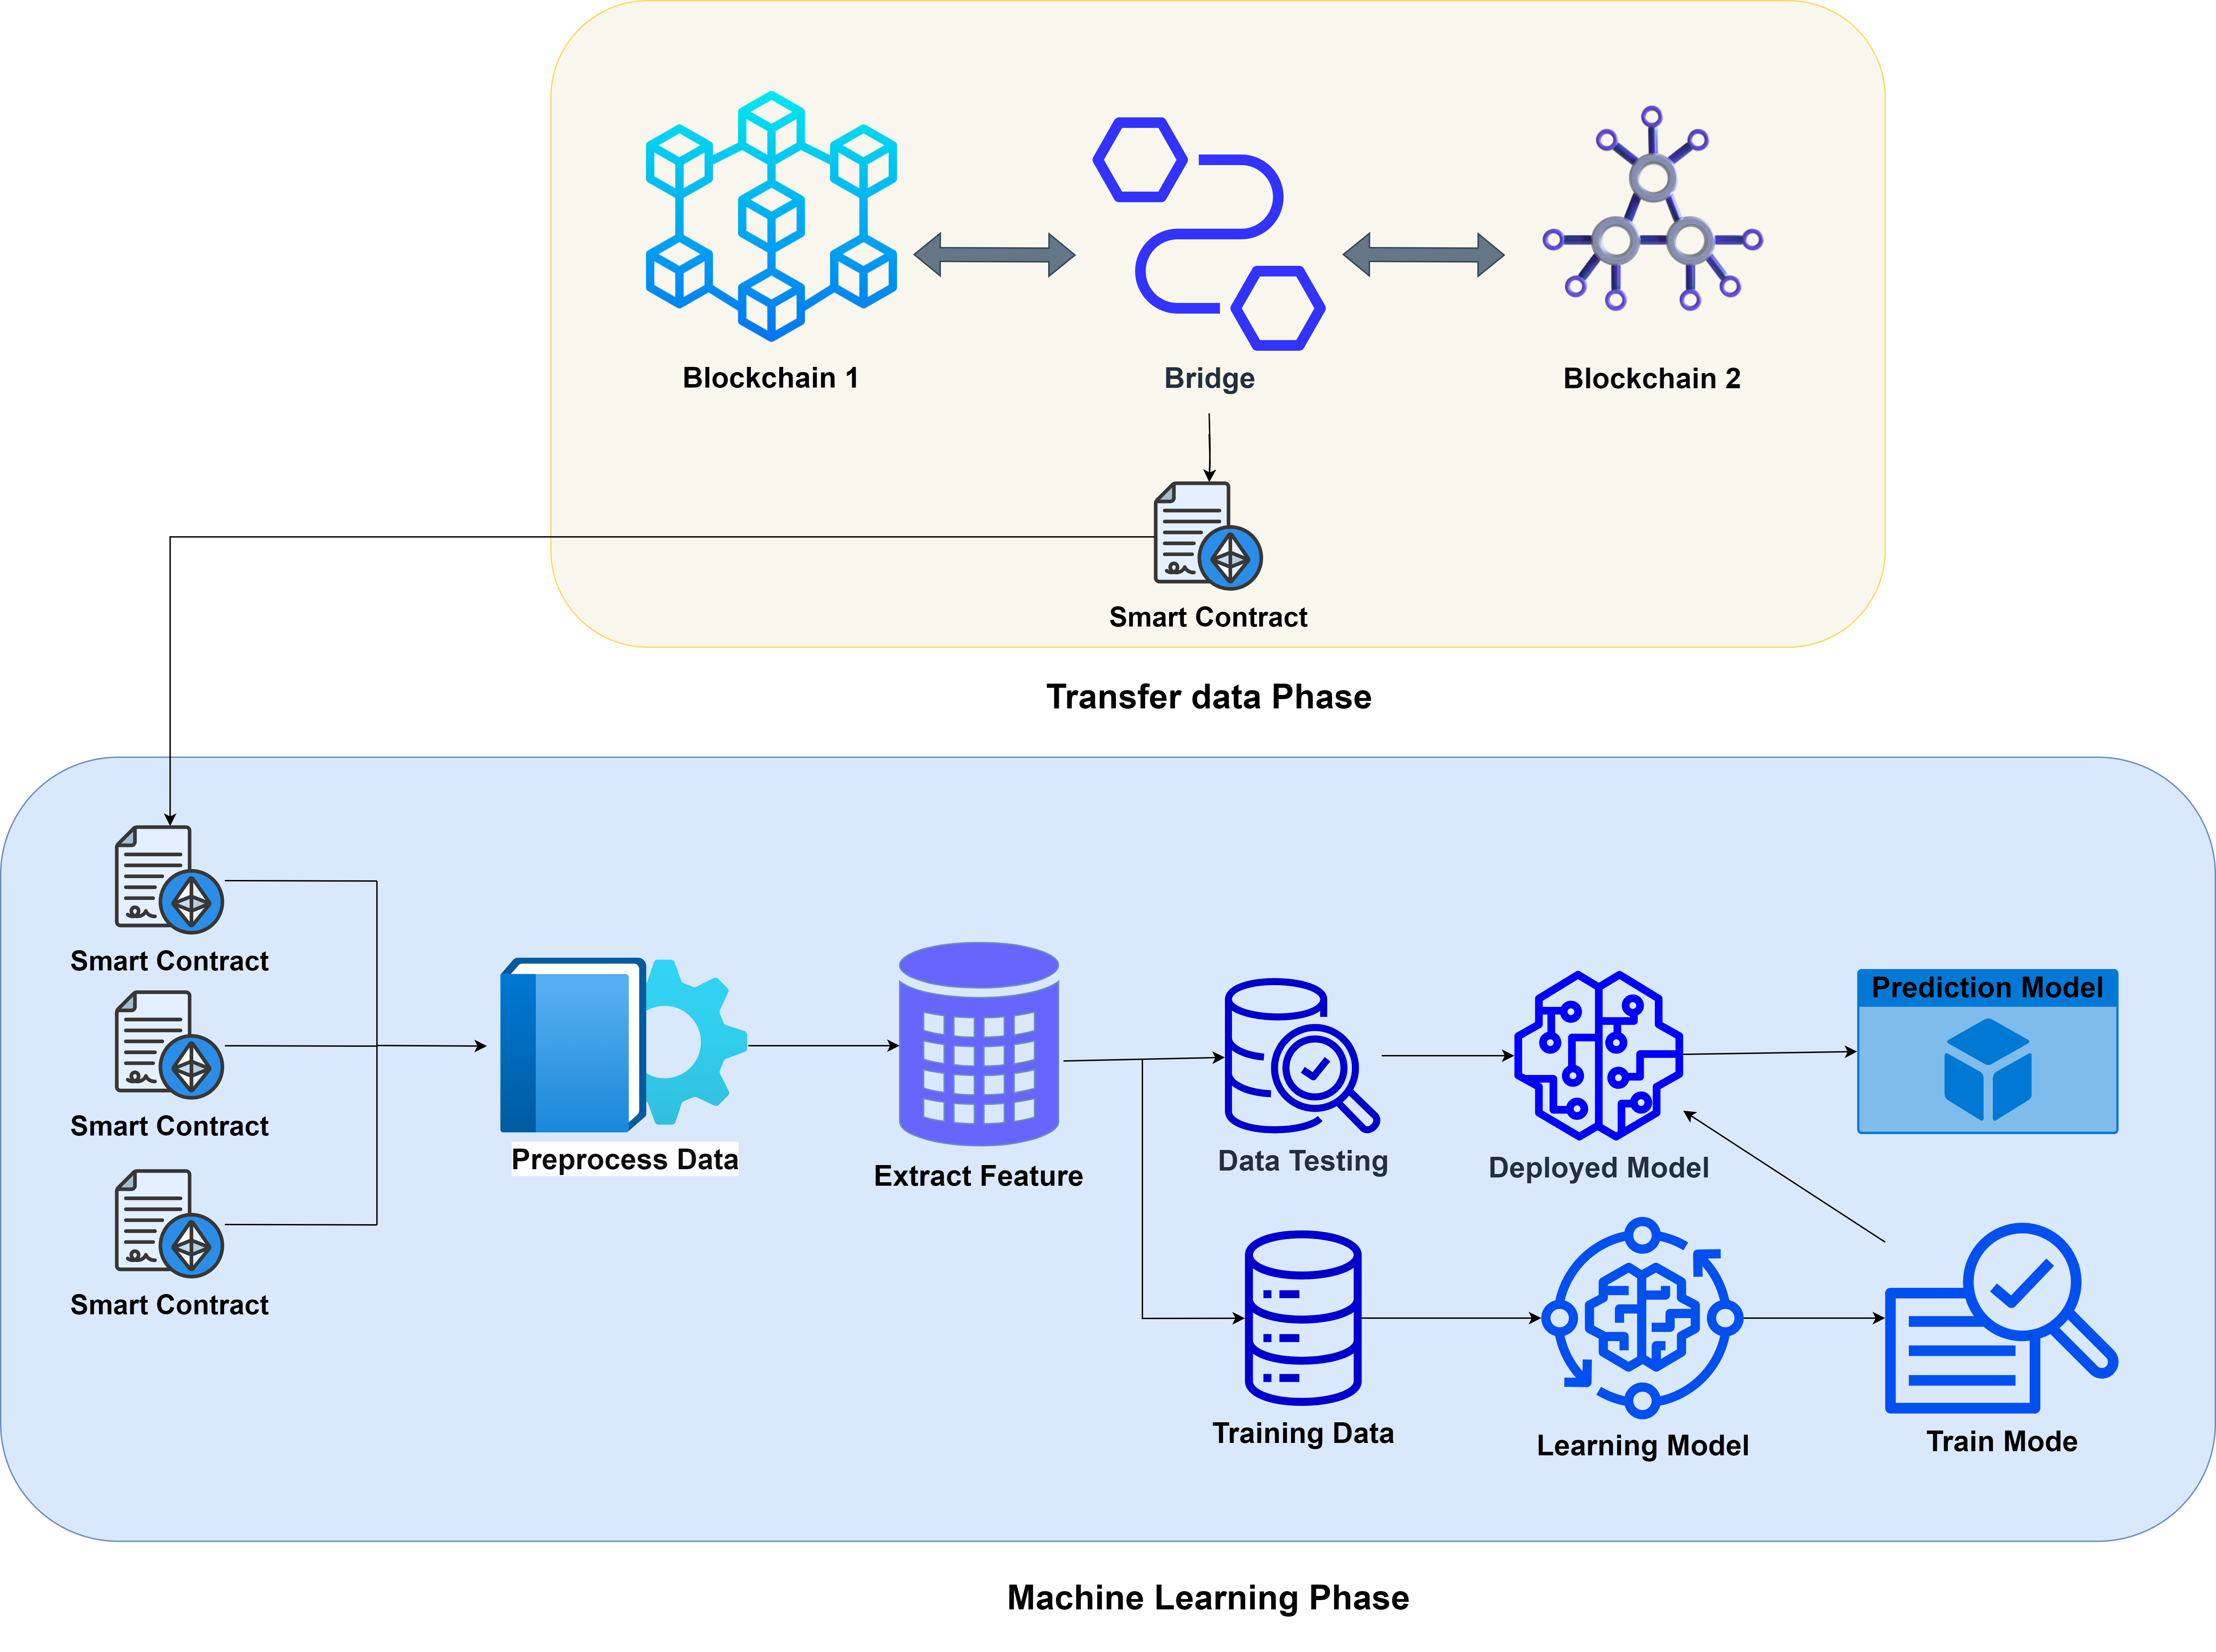 Blockchain 1
Bridge
Blockchain 2
Smart Contract
Transfer data Phase
Smart Contract
Smart Contract
Smart Contract
Preprocess Data
Extract Feature
Data Testing
Deployed Model
Prediction Model
Training Data
Learning Model
Train Mode
Machine Learning Phase